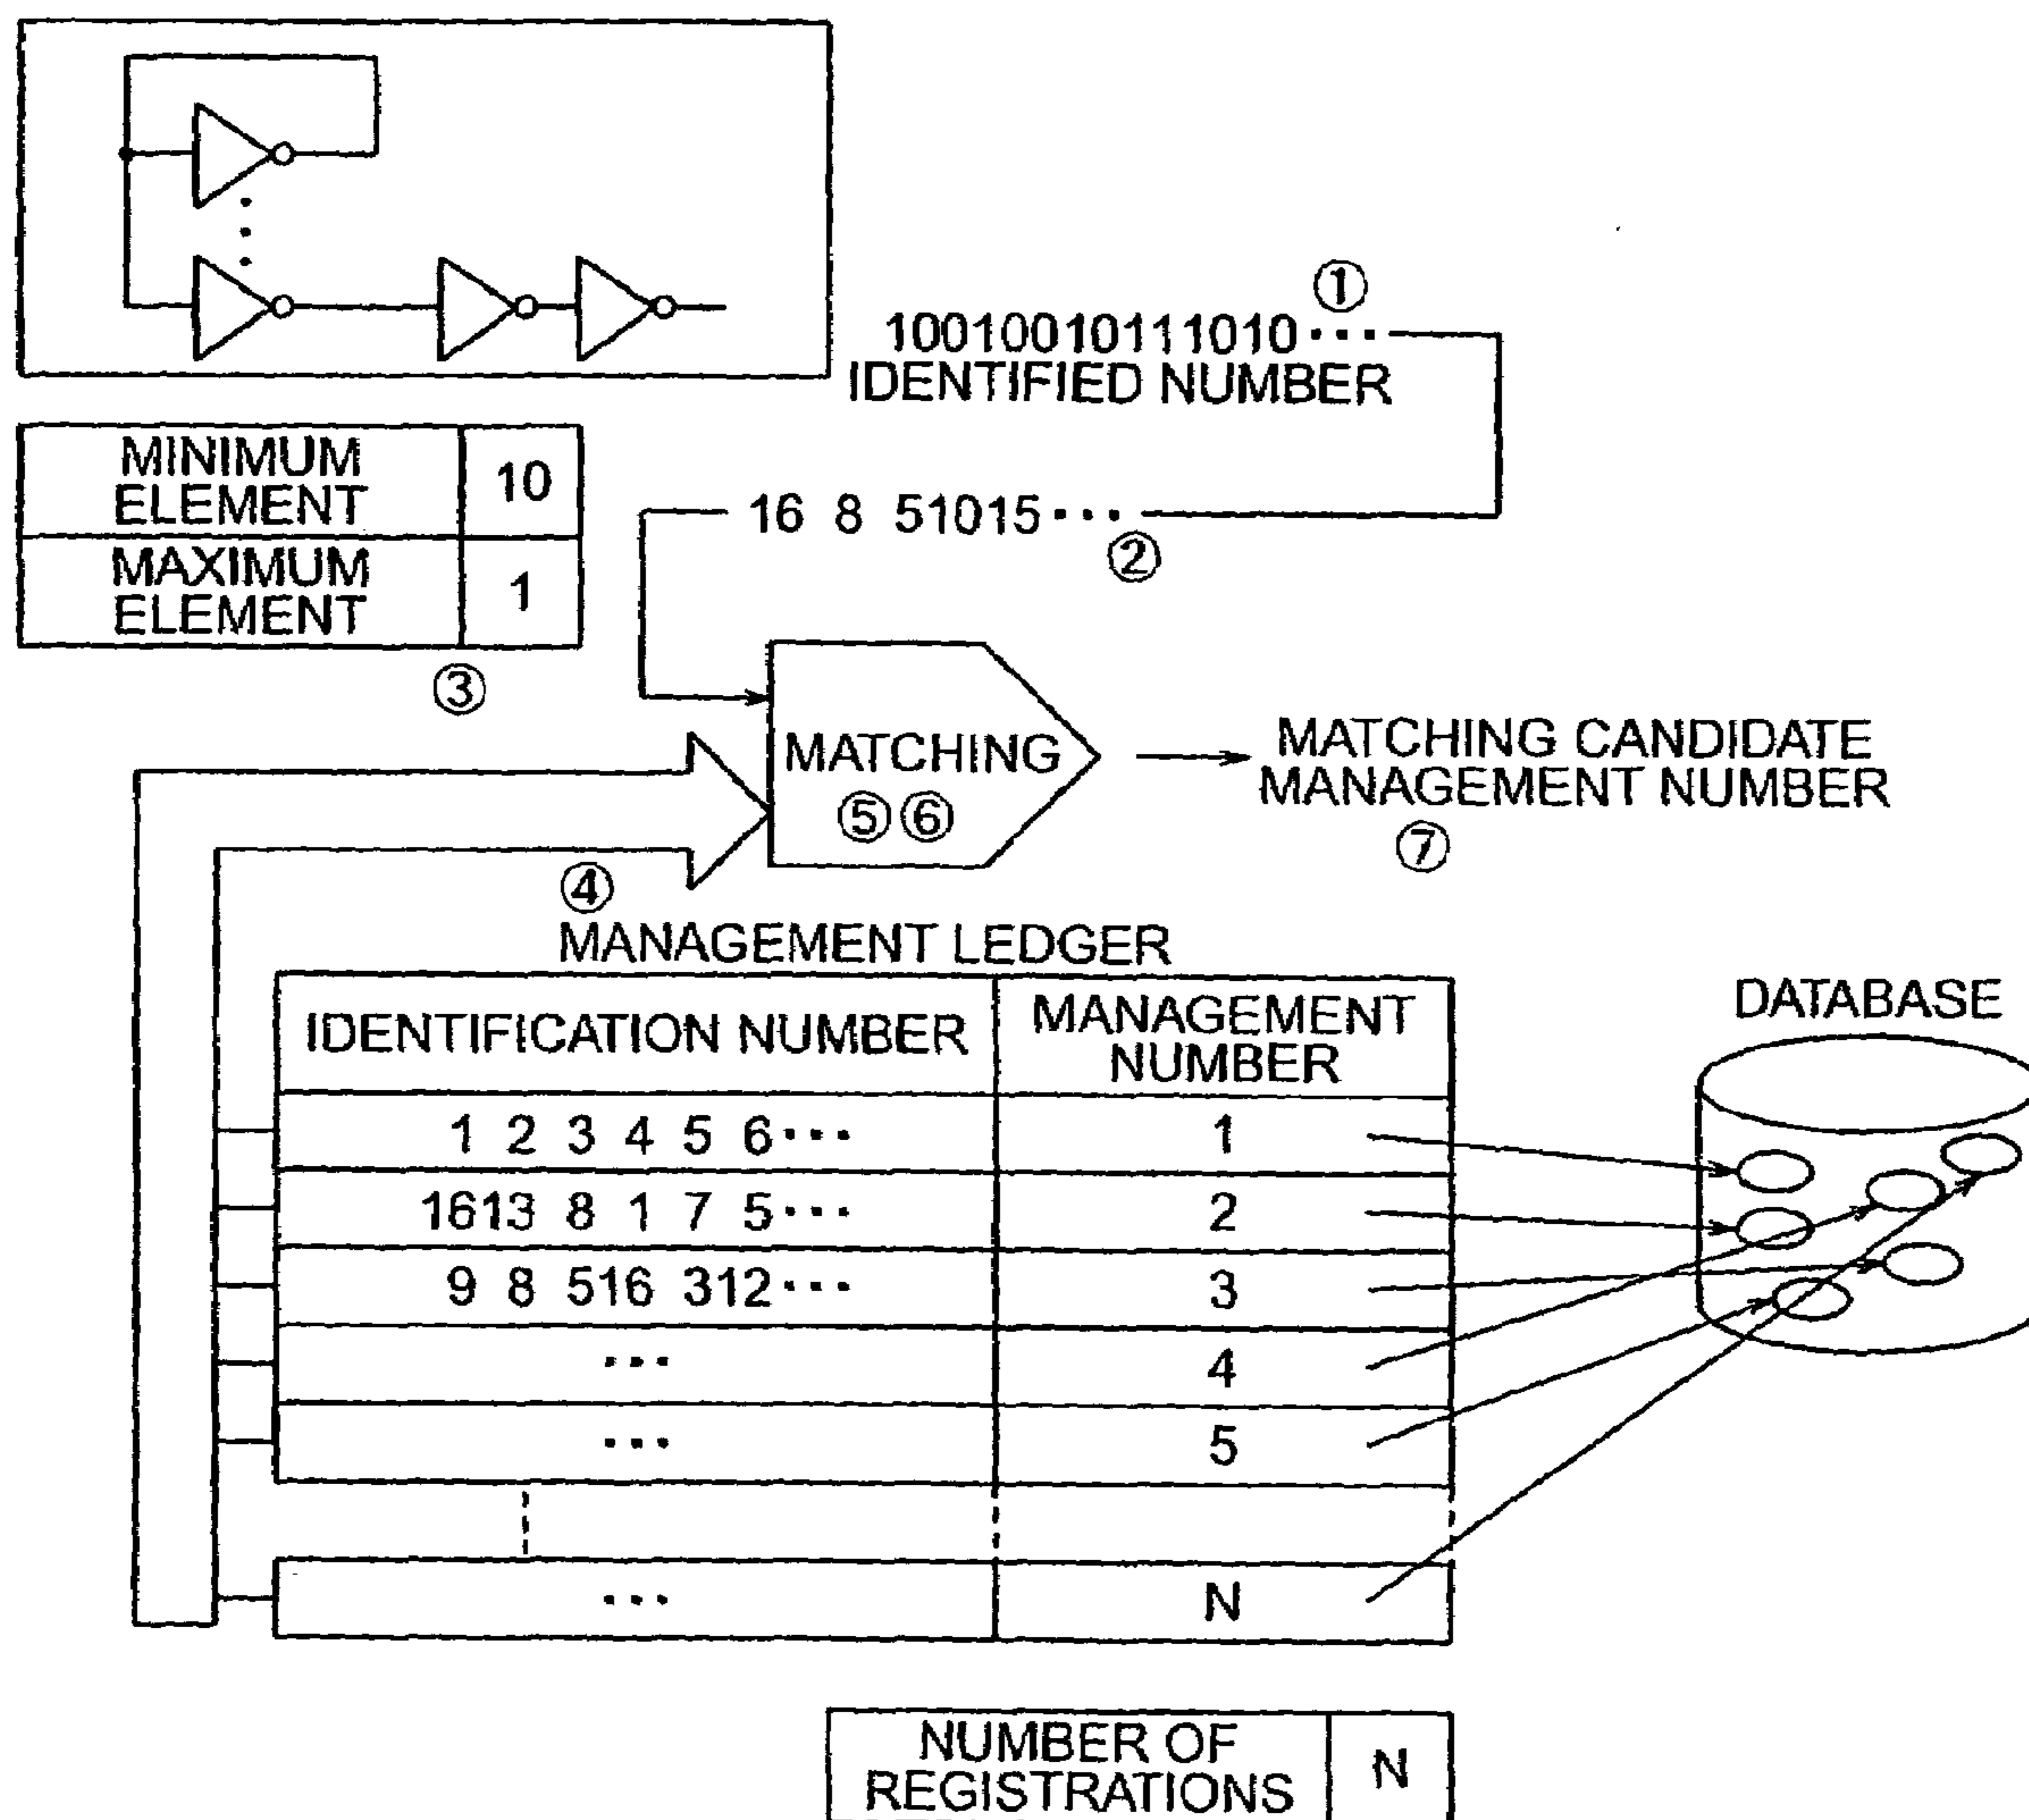 ①
10010010111010···
IDENTIFIED NUMBER
MINIMUM
ELEMENT
10
16 8 51015···
②
MAXIMUM
ELEMENT
1
③
MATCHING
⑤⑥
MATCHING CANDIDATE
MANAGEMENT NUMBER
⑦
④
MANAGEMENT LEDGER
IDENTIFICATION NUMBER
MANAGEMENT
NUMBER
DATABASE
1 2 3 4 5 6··· 1
1613 8 1 7 5··· 2
9 8 516 312··· 3
··· 4
··· 5
··· N
NUMBER OF
REGISTRATIONS
N